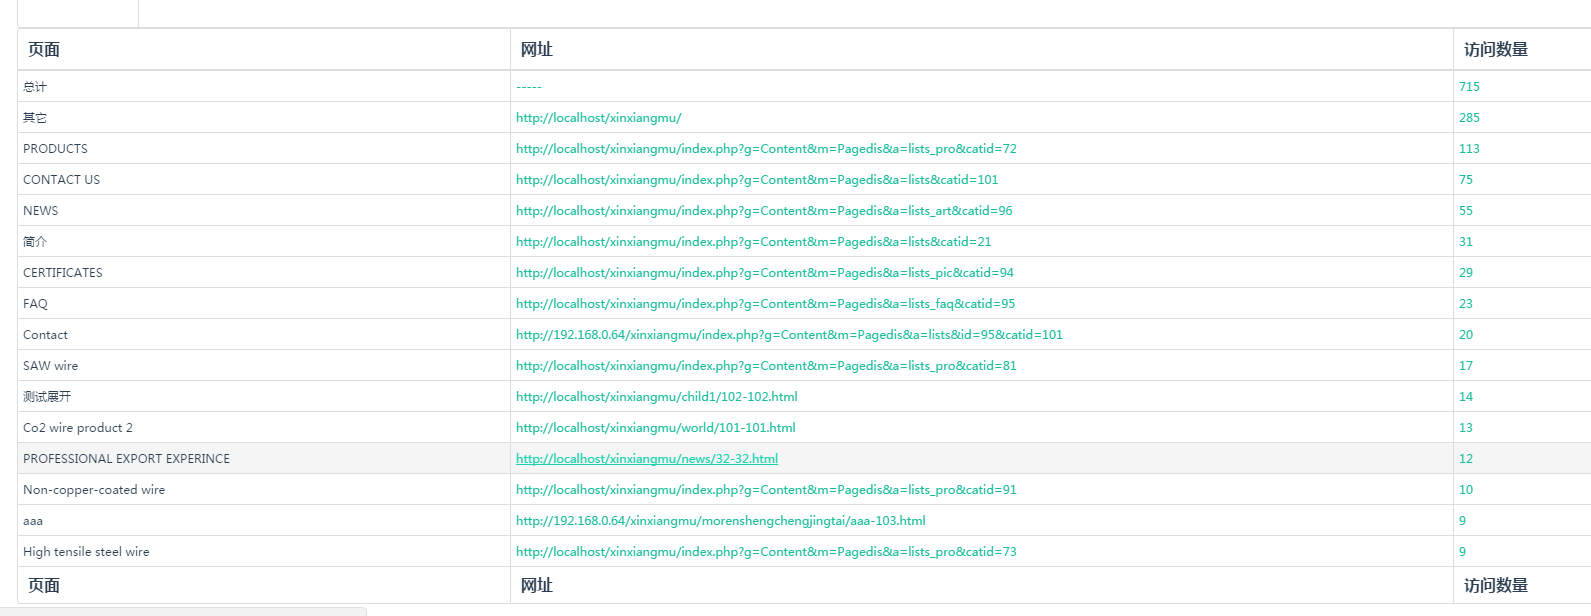 页面 网址 访问数量
总计 ----- 715
其它 http://localhost/xinxiangmu/ 285
PRODUCTS http://localhost/xinxiangmu/index.php?g=Content&m=Pagedis&a=lists_pro&catid=72 113
CONTACT US http://localhost/xinxiangmu/index.php?g=Content&m=Pagedis&a=lists&catid=101 75
NEWS http://localhost/xinxiangmu/index.php?g=Content&m=Pagedis&a=lists_art&catid=96 55
简介 http://localhost/xinxiangmu/index.php?g=Content&m=Pagedis&a=lists&catid=21 31
CERTIFICATES http://localhost/xinxiangmu/index.php?g=Content&m=Pagedis&a=lists_pic&catid=94 29
FAQ http://localhost/xinxiangmu/index.php?g=Content&m=Pagedis&a=lists_faq&catid=95 23
Contact http://192.168.0.64/xinxiangmu/index.php?g=Content&m=Pagedis&a=lists&id=95&catid=101 20
SAW wire http://localhost/xinxiangmu/index.php?g=Content&m=Pagedis&a=lists_pro&catid=81 17
测试展开 http://localhost/xinxiangmu/child1/102-102.html 14
Co2 wire product 2 http://localhost/xinxiangmu/world/101-101.html 13
PROFESSIONAL EXPORT EXPERINCE http://localhost/xinxiangmu/news/32-32.html 12
Non-copper-coated wire http://localhost/xinxiangmu/index.php?g=Content&m=Pagedis&a=lists_pro&catid=91 10
aaa http://192.168.0.64/xinxiangmu/morenshengchengjingtai/aaa-103.html 9
High tensile steel wire http://localhost/xinxiangmu/index.php?g=Content&m=Pagedis&a=lists_pro&catid=73 9
页面 网址 访问数量